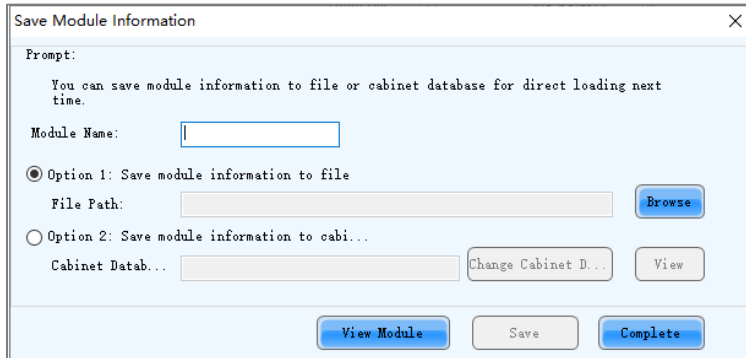 Save Module Information
Prompt:
You can save module information to file or cabinet database for direct loading next
time.
Module Name:
Option 1: Save module information to file
File Path:
Browse
Option 2: Save module information to cabi...
Cabinet Datab...
Change Cabinet D...
View
View Module
Save
Complete